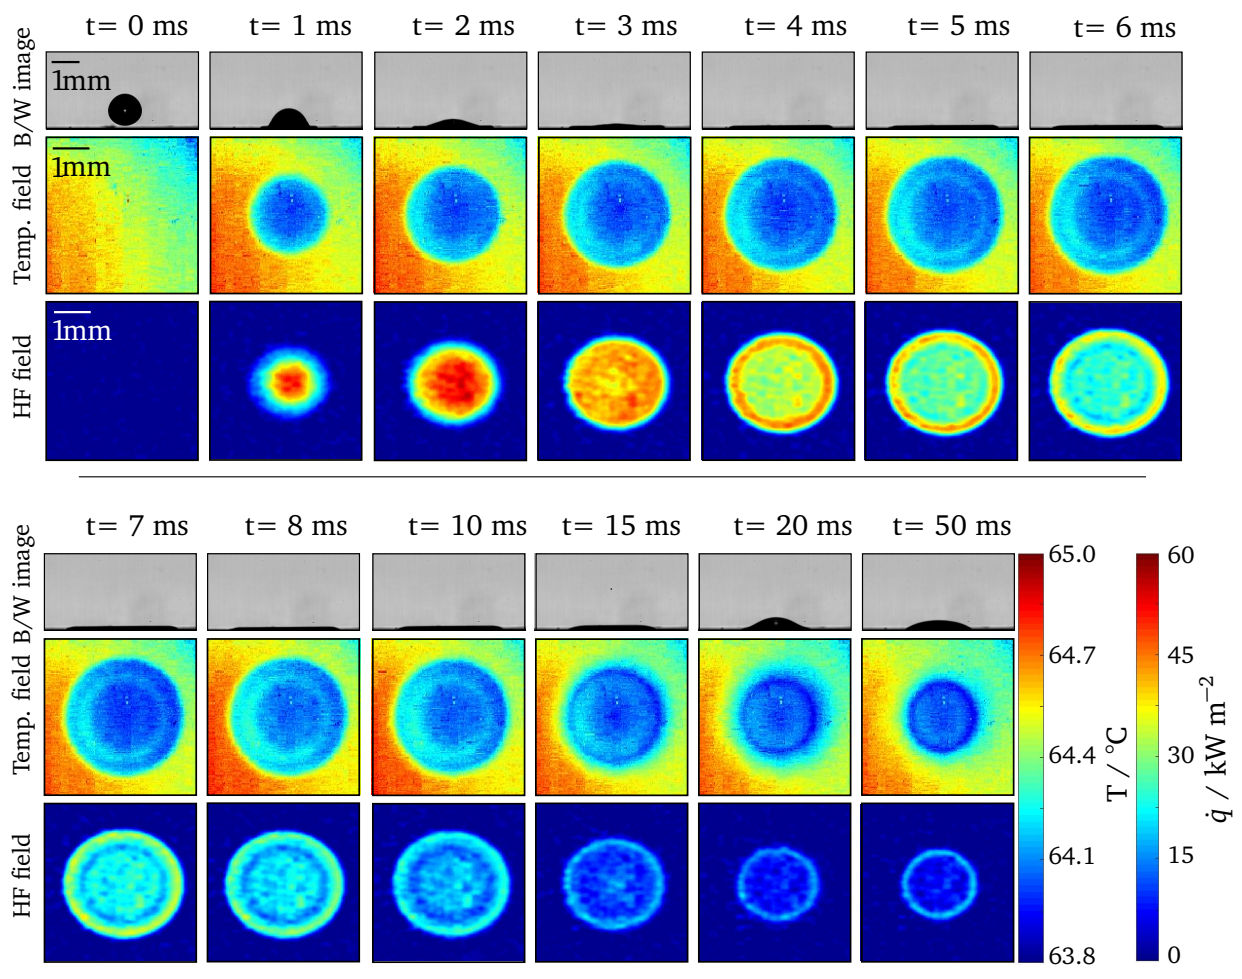 t= 0 ms t= 1 ms t= 2 ms t= 3 ms t= 4 ms t= 5 ms t= 6 ms
B/W image
1mm
Temp. field
1mm
HF field
1mm
t= 7 ms t= 8 ms t= 10 ms t= 15 ms t= 20 ms t= 50 ms
B/W image
Temp. field
HF field
65.0
64.7
64.4
64.1
63.8
T / °C
60
45
30
15
0
q̇ / kW m⁻²